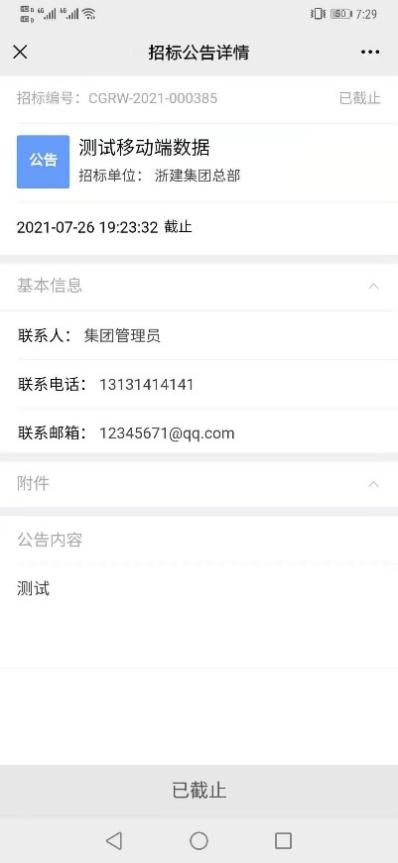 7:29
招标公告详情
招标编号：CGRW-2021-000385 已截止
公告
测试移动端数据
招标单位： 浙建集团总部
2021-07-26 19:23:32 截止
基本信息
联系人： 集团管理员
联系电话： 13131414141
联系邮箱： 12345671@qq.com
附件
公告内容
测试
已截止